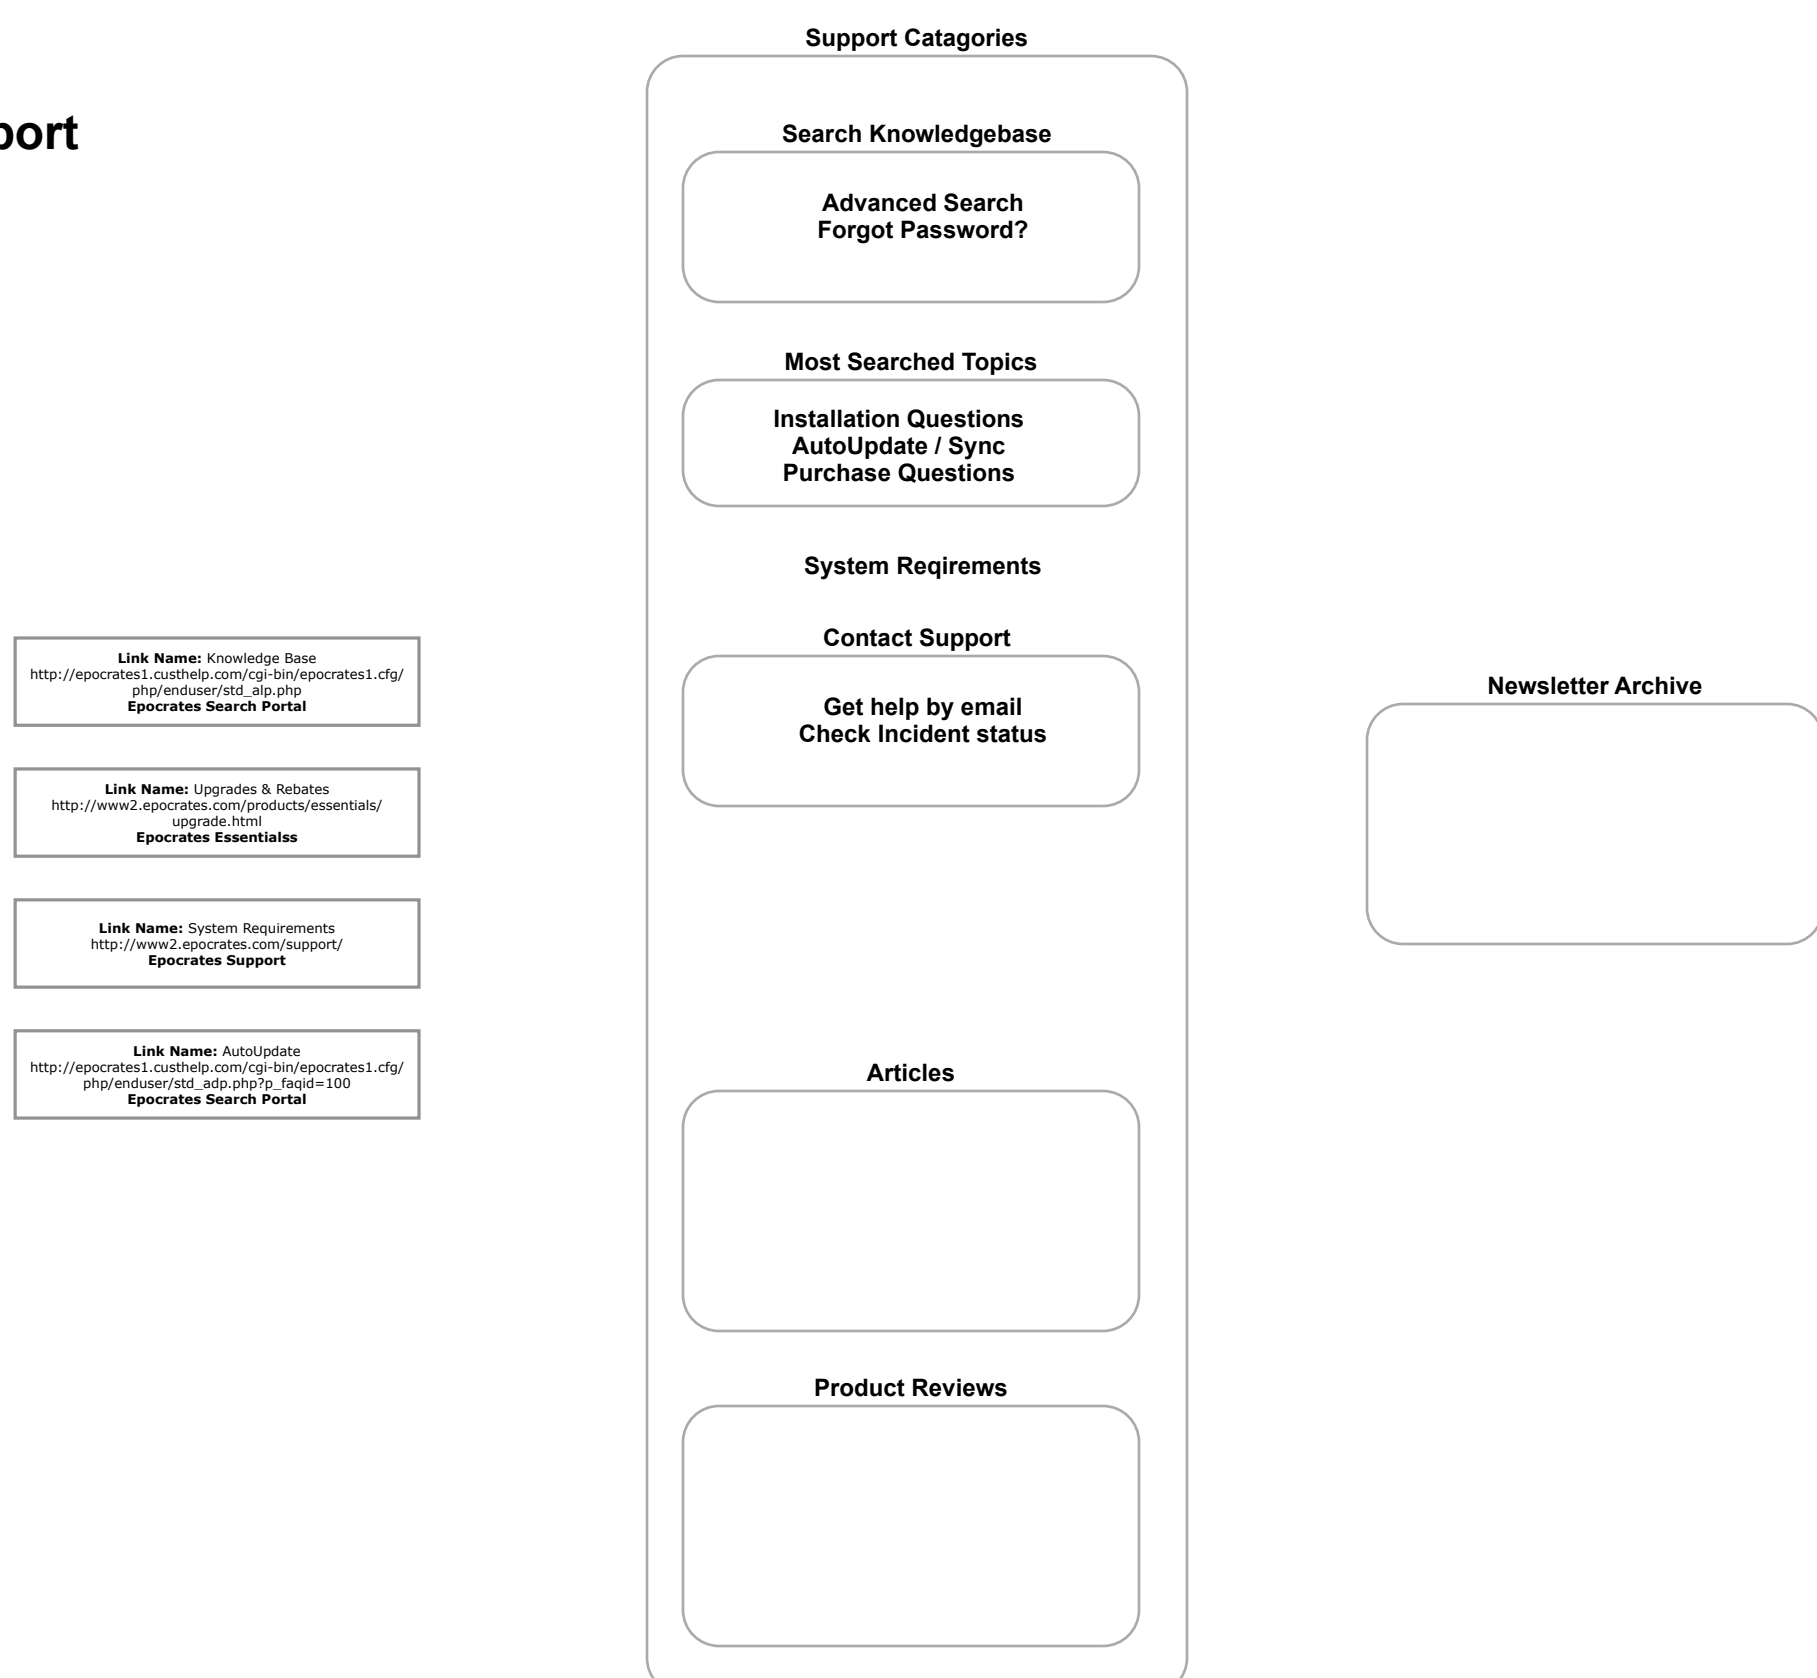 port
Link Name: Knowledge Base
http://epocrates1.custhelp.com/cgi-bin/epocrates1.cfg/
php/enduser/std_alp.php
Epocrates Search Portal
Link Name: Upgrades & Rebates
http://www2.epocrates.com/products/essentials/
upgrade.html
Epocrates Essentialss
Link Name: System Requirements
http://www2.epocrates.com/support/
Epocrates Support
Link Name: AutoUpdate
http://epocrates1.custhelp.com/cgi-bin/epocrates1.cfg/
php/enduser/std_adp.php?p_faqid=100
Epocrates Search Portal
Support Catagories
Search Knowledgebase
Advanced Search
Forgot Password?
Most Searched Topics
Installation Questions
AutoUpdate / Sync
Purchase Questions
System Reqirements
Contact Support
Get help by email
Check Incident status
Articles
Product Reviews
Newsletter Archive